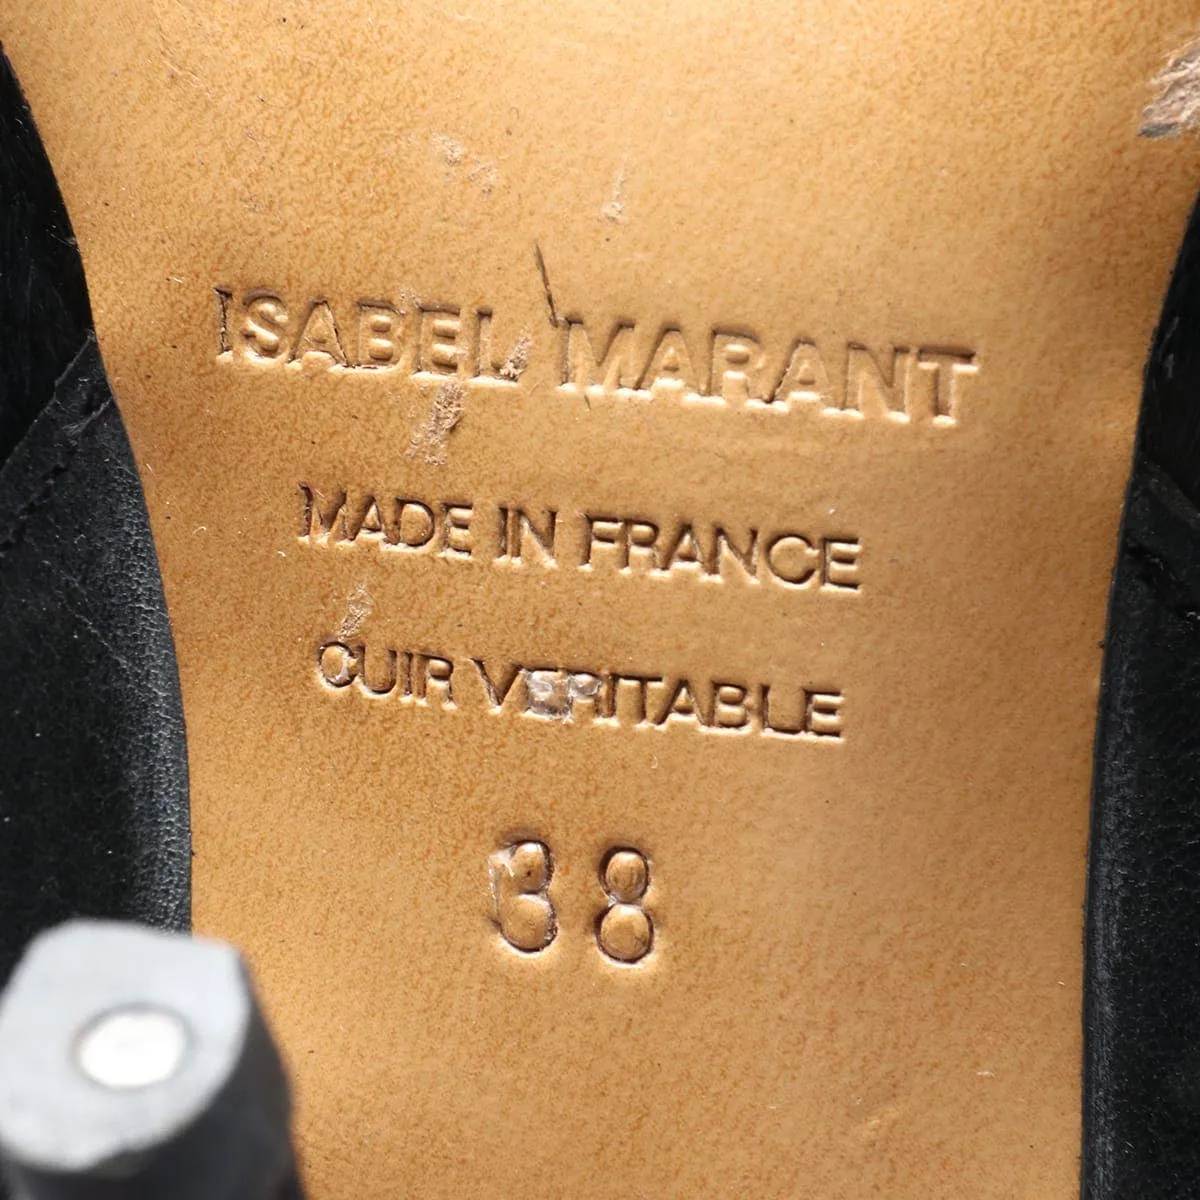 ISABEL MARANT
MADE IN FRANCE
CUIR VERITABLE
38